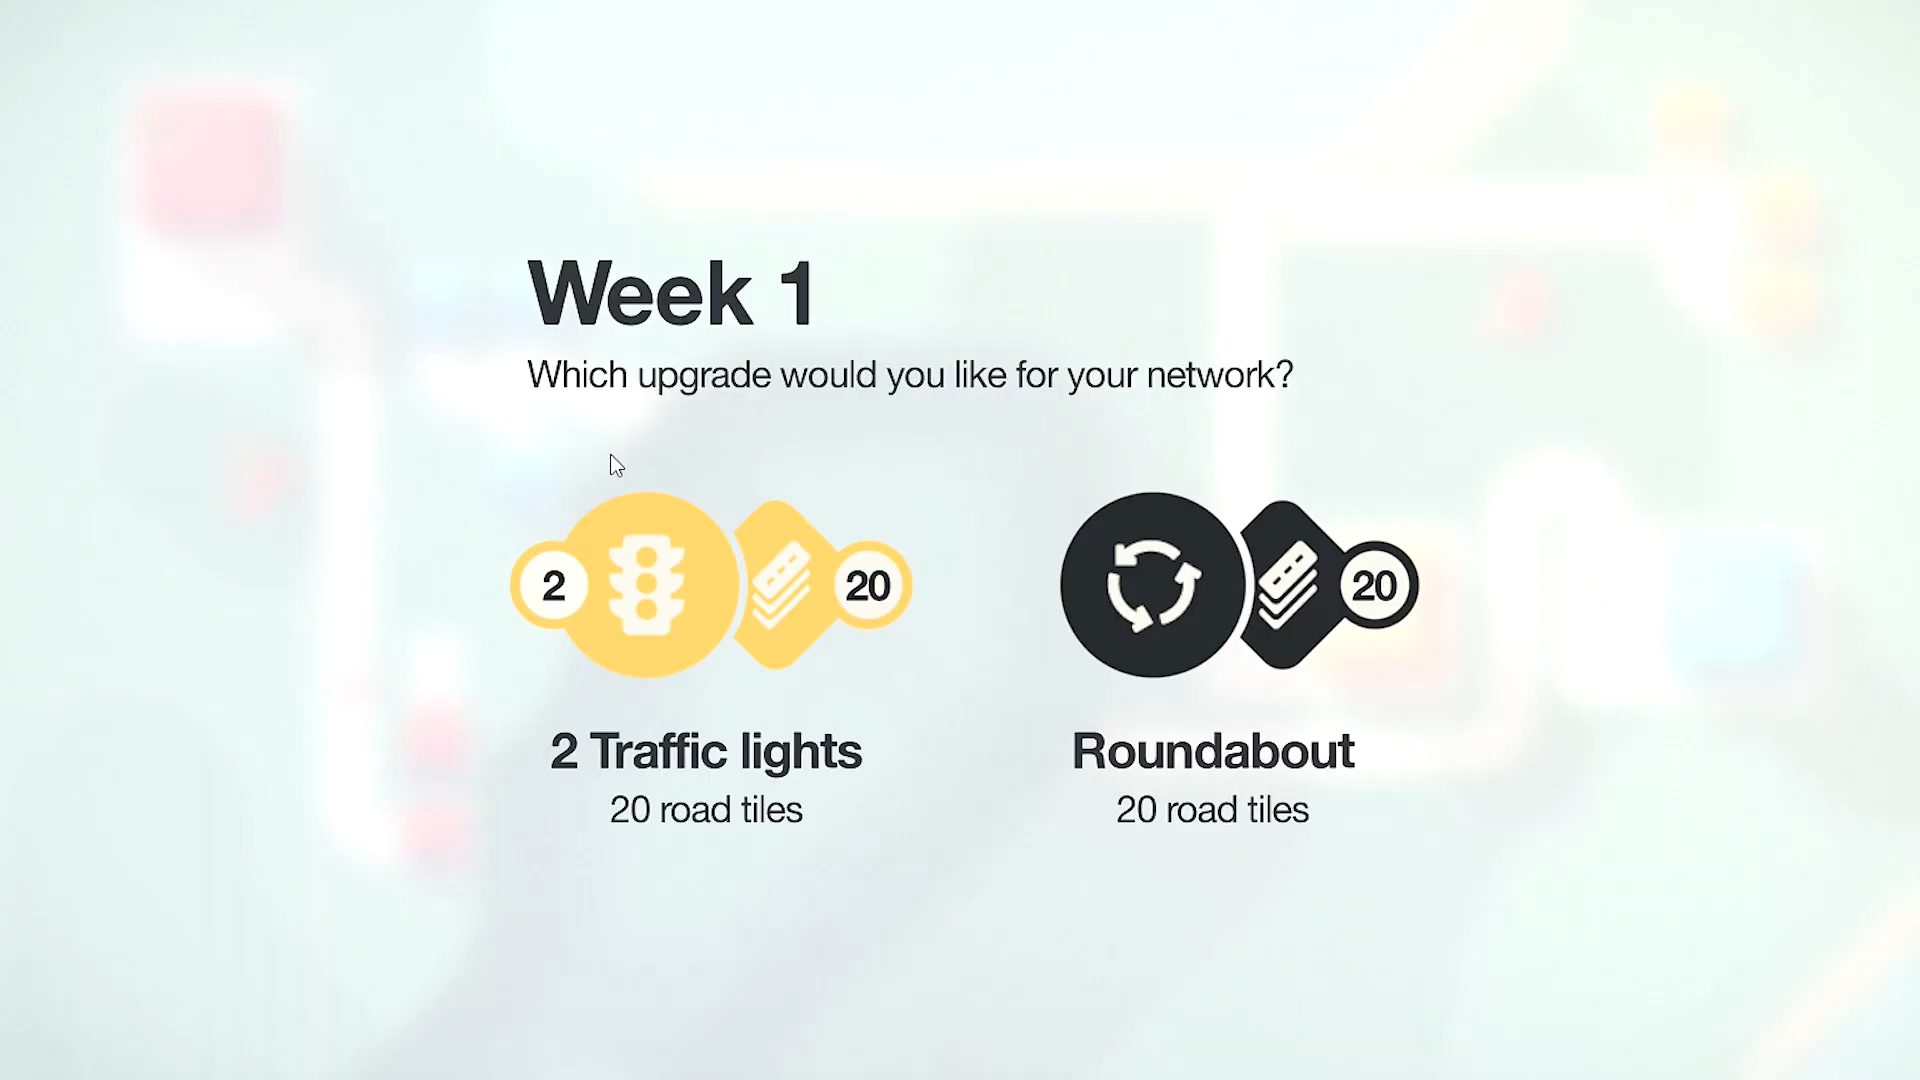 Week 1
Which upgrade would you like for your network?
2
20
20
2 Traffic lights
Roundabout
20 road tiles
20 road tiles